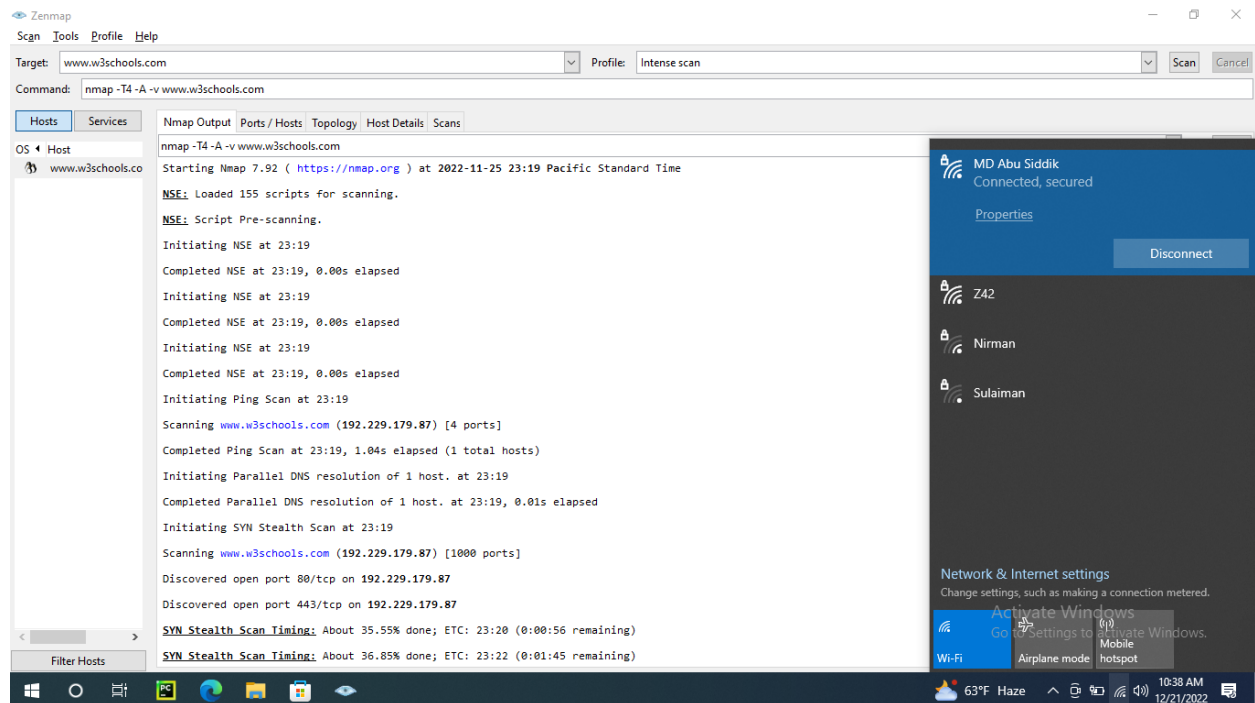 Zenmap
Scan Tools Profile Help
Target: www.w3schools.com Profile: Intense scan Scan Cancel
Command: nmap -T4 -A -v www.w3schools.com
Hosts Services Nmap Output Ports / Hosts Topology Host Details Scans
OS Host
www.w3schools.co
nmap -T4 -A -v www.w3schools.com
Starting Nmap 7.92 ( https://nmap.org ) at 2022-11-25 23:19 Pacific Standard Time
NSE: Loaded 155 scripts for scanning.
NSE: Script Pre-scanning.
Initiating NSE at 23:19
Completed NSE at 23:19, 0.00s elapsed
Initiating NSE at 23:19
Completed NSE at 23:19, 0.00s elapsed
Initiating NSE at 23:19
Completed NSE at 23:19, 0.00s elapsed
Initiating Ping Scan at 23:19
Scanning www.w3schools.com (192.229.179.87) [4 ports]
Completed Ping Scan at 23:19, 1.04s elapsed (1 total hosts)
Initiating Parallel DNS resolution of 1 host. at 23:19
Completed Parallel DNS resolution of 1 host. at 23:19, 0.01s elapsed
Initiating SYN Stealth Scan at 23:19
Scanning www.w3schools.com (192.229.179.87) [1000 ports]
Discovered open port 80/tcp on 192.229.179.87
Discovered open port 443/tcp on 192.229.179.87
SYN Stealth Scan Timing: About 35.55% done; ETC: 23:20 (0:00:56 remaining)
SYN Stealth Scan Timing: About 36.85% done; ETC: 23:22 (0:01:45 remaining)
Filter Hosts
MD Abu Siddik
Connected, secured
Properties
Disconnect
Z42
Nirman
Sulaiman
Network & Internet settings
Change settings, such as making a connection metered.
Activate Windows
Go to Settings to activate Windows.
Wi-Fi
Airplane mode
Mobile
hotspot
PC
63°F Haze
10:38 AM
12/21/2022